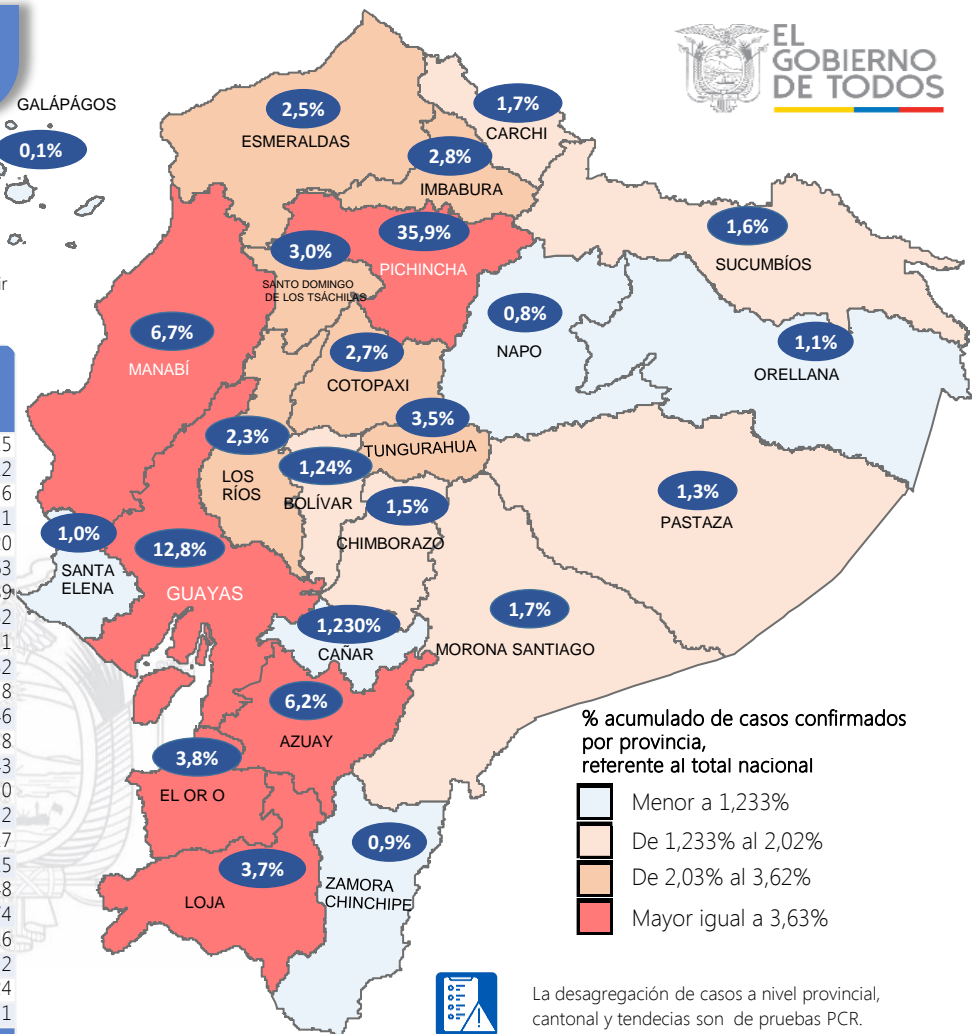 EL
GOBIERNO
DE TODOS
GALÁPÁGOS
0,1%
2,5%
ESMERALDAS
1,7%
CARCHI
2,8%
IMBABURA
35,9%
PICHINCHA
3,0%
SANTO DOMINGO
DE LOS TSÁCHILAS
1,6%
SUCUMBÍOS
ir
6,7%
MANABÍ
0,8%
NAPO
1,1%
ORELLANA
2,7%
COTOPAXI
3,5%
TUNGURAHUA
2,3%
LOS
RÍOS
1,24%
BOLÍVAR
1,5%
CHIMBORAZO
1,3%
PASTAZA
1,0%
SANTA
ELENA
12,8%
GUAYAS
1,230%
CAÑAR
1,7%
MORONA SANTIAGO
6,2%
AZUAY
3,8%
EL OR O
3,7%
LOJA
0,9%
ZAMORA
CHINCHIPE
% acumulado de casos confirmados
por provincia,
referente al total nacional
Menor a 1,233%
De 1,233% al 2,02%
De 2,03% al 3,62%
Mayor igual a 3,63%
La desagregación de casos a nivel provincial,
cantonal y tendecias son de pruebas PCR.